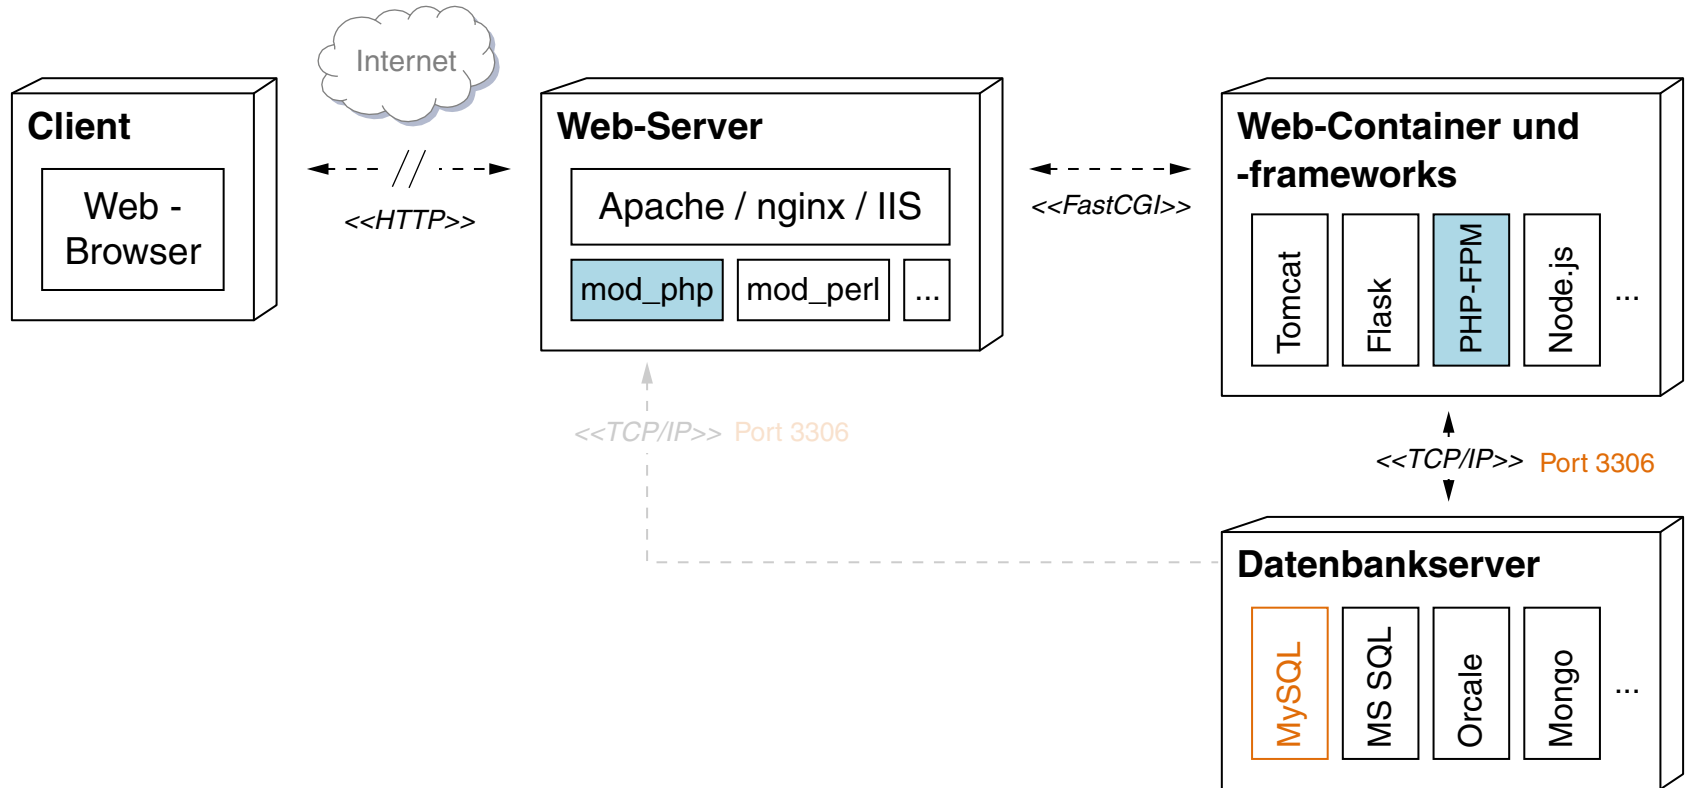 Internet
Client
Web -
Browser
<<HTTP>>
Web-Server
Apache / nginx / IIS
mod_php
mod_perl
...
<<FastCGI>>
Web-Container und
-frameworks
Tomcat
Flask
PHP-FPM
Node.js
...
<<TCP/IP>> Port 3306
<<TCP/IP>> Port 3306
Datenbankserver
MySQL
MS SQL
Orcale
Mongo
...